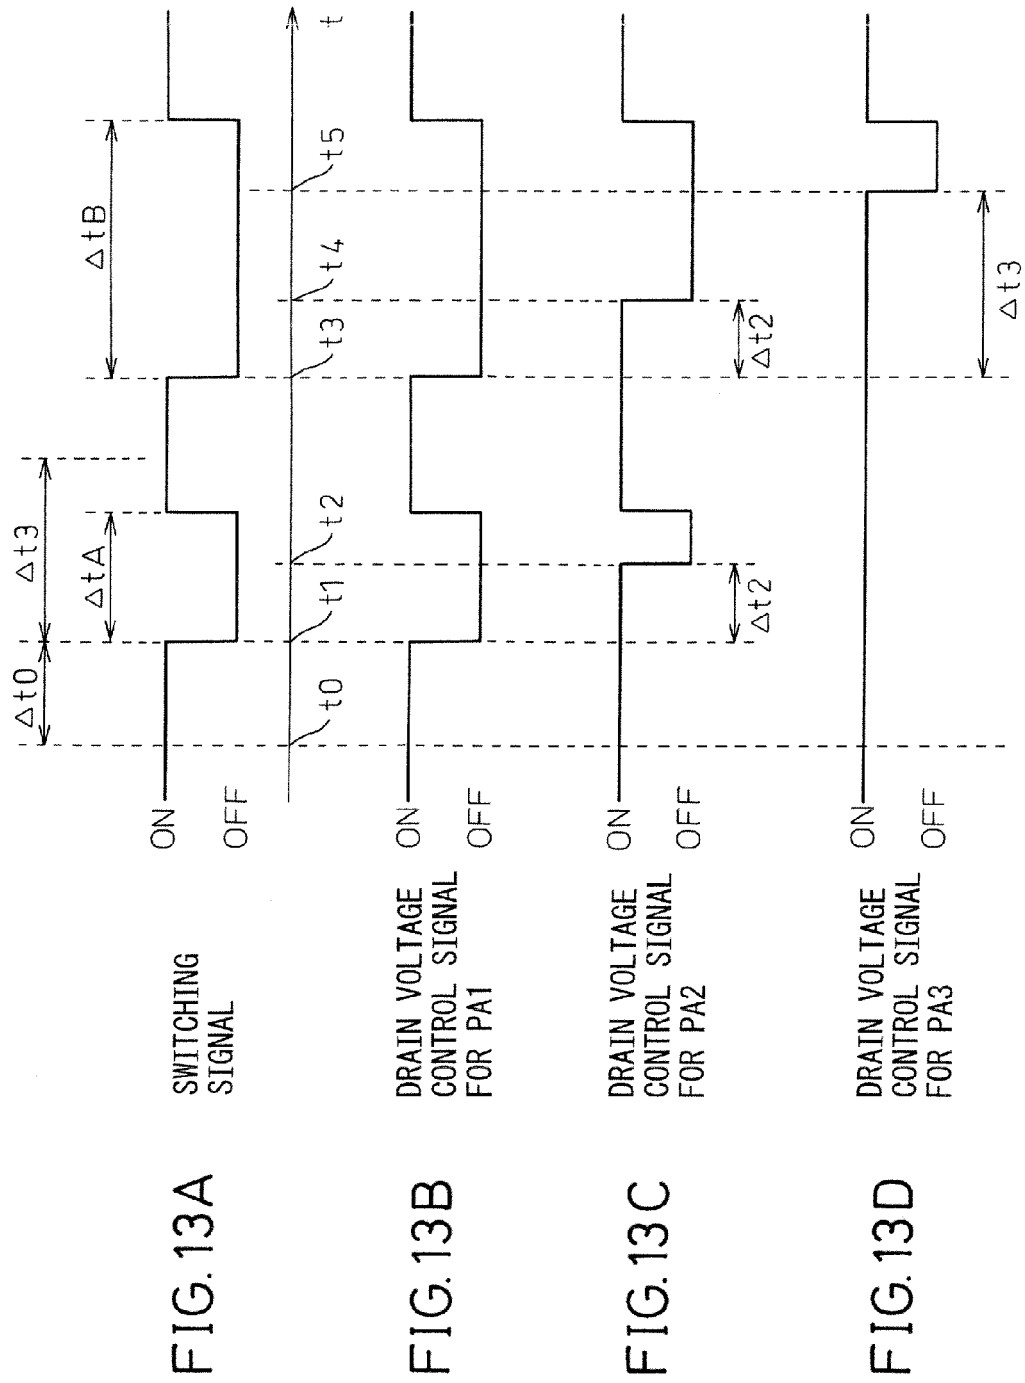 FIG. 13A
SWITCHING
SIGNAL
ON
OFF
Δt0
Δt3
ΔtA
ΔtB
t0
t1
t2
t3
t4
t5
t
FIG. 13B
DRAIN VOLTAGE
CONTROL SIGNAL
FOR PA1
ON
OFF
FIG. 13C
DRAIN VOLTAGE
CONTROL SIGNAL
FOR PA2
ON
OFF
Δt2
Δt2
FIG. 13D
DRAIN VOLTAGE
CONTROL SIGNAL
FOR PA3
ON
OFF
Δt3